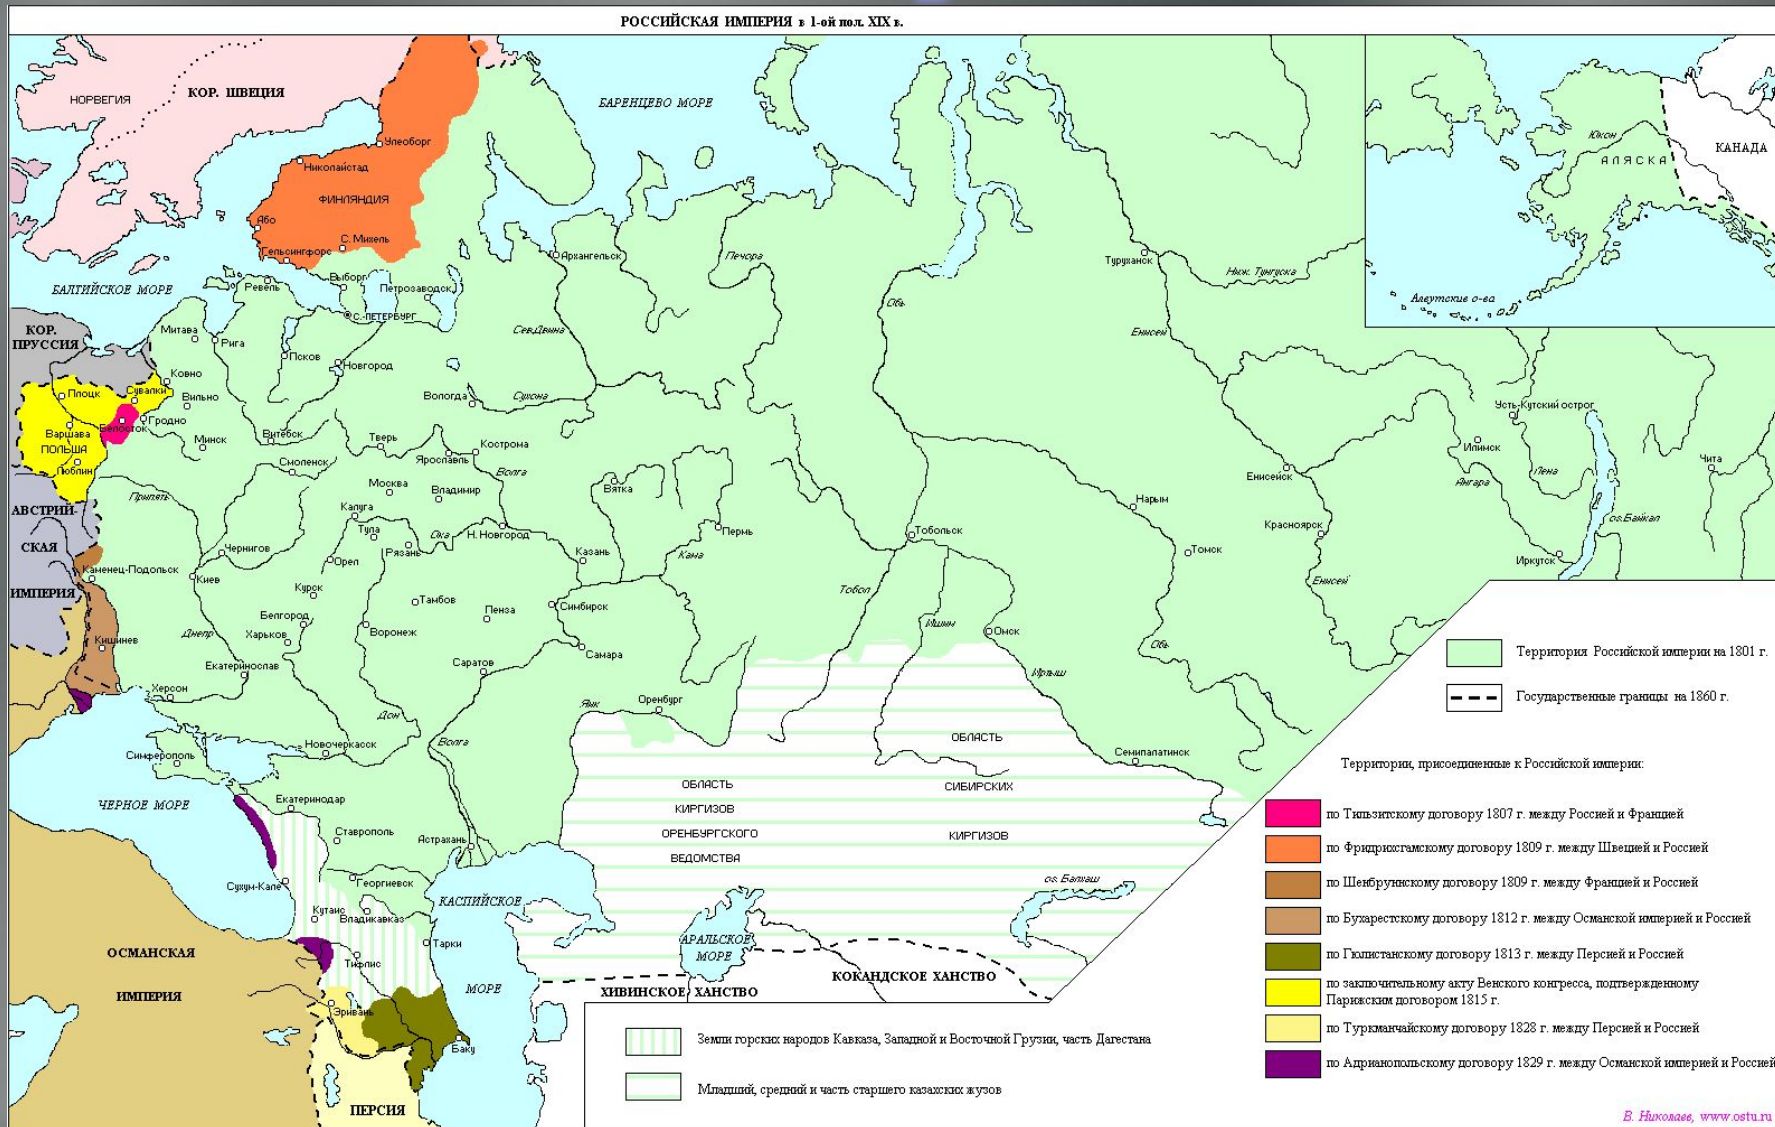 РОССИЙСКАЯ ИМПЕРИЯ в 1-ой пол. XIX в.
НОРВЕГИЯ
КОР. ШВЕЦИЯ
БАРЕНЦЕВО МОРЕ
Улеоборг
Николайстад
ФИНЛЯНДИЯ
Або
С. Михель
Гельсингфорс
Выборг
Ревель
Петрозаводск
С.-ПЕТЕРБУРГ
Архангельск
Печора
БАЛТИЙСКОЕ МОРЕ
Обь
Туруханск
Ниж. Тунгуска
Енисей
Юкон
АЛЯСКА
КАНАДА
Алеутские о-ва
КОР.
ПРУССИЯ
Митава
Рига
Псков
Новгород
Сев.Двина
Ковно
Плоцк
Сувалки
Вильно
Гродно
Белосток
Варшава
ПОЛЬША
Люблин
Минск
Витебск
Смоленск
Вологда
Сухона
Тверь
Кострома
Ярославль
Волга
Москва
Владимир
Вятка
Калуга
Тула
Рязань
Ока
Н. Новгород
Пермь
Казань
Кама
Тобольск
Нарым
Томск
Енисейск
Красноярск
Енисей
Усть-Кутский острог
Илимск
Лена
Ангара
Чита
оз.Байкал
Иркутск
АВСТРИЙ-
СКАЯ
ИМПЕРИЯ
Припять
Чернигов
Орел
Каменец-Подольск
Киев
Курск
Тамбов
Пенза
Симбирск
Тобол
Белгород
Харьков
Воронеж
Ишим
Омск
Обь
Кишинев
Днепр
Екатеринослав
Саратов
Самара
Иртыш
Херсон
Дон
Яик
Оренбург
Волга
Новочеркасск
Симферополь
Семипалатинск
ЧЕРНОЕ МОРЕ
Екатеринодар
Ставрополь
Астрахань
ОБЛАСТЬ
КИРГИЗОВ
ОРЕНБУРГСКОГО
ВЕДОМСТВА
ОБЛАСТЬ
СИБИРСКИХ
КИРГИЗОВ
Сухум-Кале
Георгиевск
Кутаис
Владикавказ
Тарки
КАСПИЙСКОЕ
МОРЕ
Тифлис
Эривань
Баку
оз. Балхаш
АРАЛЬСКОЕ
МОРЕ
ХИВИНСКОЕ ХАНСТВО
КОКАНДСКОЕ ХАНСТВО
ОСМАНСКАЯ
ИМПЕРИЯ
ПЕРСИЯ
Территория Российской империи на 1801 г.
Государственные границы на 1860 г.
Территории, присоединенные к Российской империи:
по Тильзитскому договору 1807 г. между Россией и Францией
по Фридрихсгамскому договору 1809 г. между Швецией и Россией
по Шенбруннскому договору 1809 г. между Францией и Россией
по Бухарестскому договору 1812 г. между Османской империей и Россией
по Гюлистанскому договору 1813 г. между Персией и Россией
по заключительному акту Венского конгресса, подтвержденному
Парижским договором 1815 г.
по Туркманчайскому договору 1828 г. между Персией и Россией
по Адрианопольскому договору 1829 г. между Османской империей и Россией
Земли горских народов Кавказа, Западной и Восточной Грузии, часть Дагестана
Младший, средний и часть старшего казахских жузов
В. Николаев, www.ostu.ru